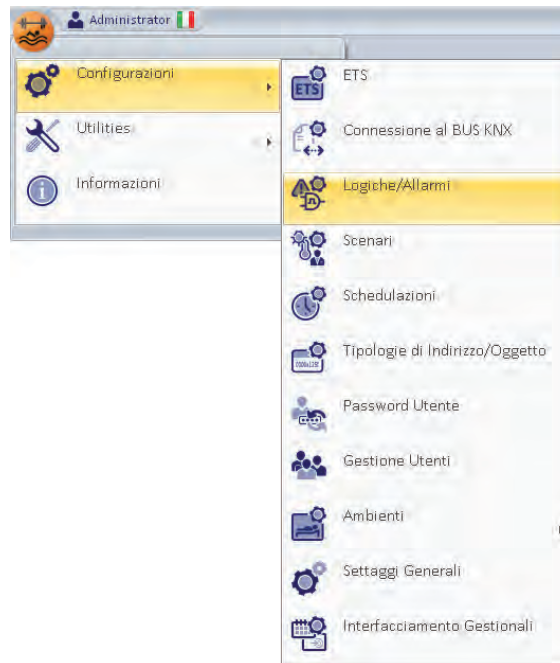 Administrator
Configurazioni
Utilities
Informazioni
ETS
ETS
Connessione al BUS KNX
Logiche/Allarmi
Scenari
Schedulazioni
Tipologie di Indirizzo/Oggetto
Password Utente
Gestione Utenti
Ambienti
Settaggi Generali
Interfacciamento Gestionali